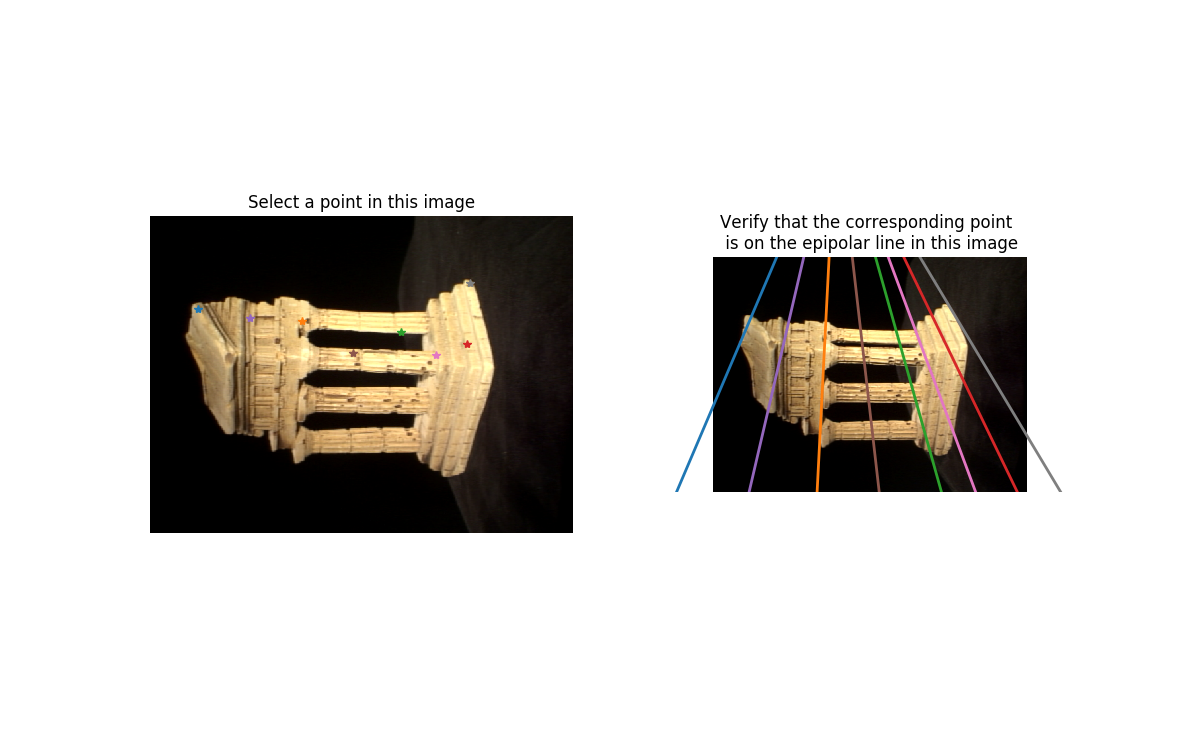 Select a point in this image
Verify that the corresponding point
is on the epipolar line in this image